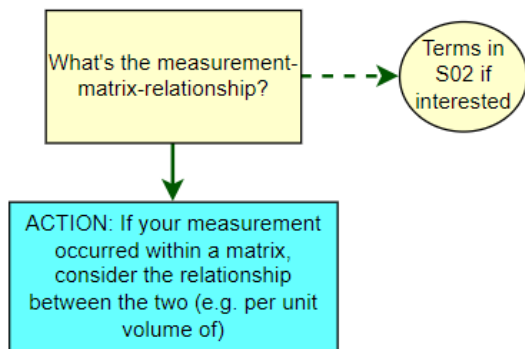 What's the measurement-
matrix-relationship?
Terms in
S02 if
interested
ACTION: If your measurement
occurred within a matrix,
consider the relationship
between the two (e.g. per unit
volume of)